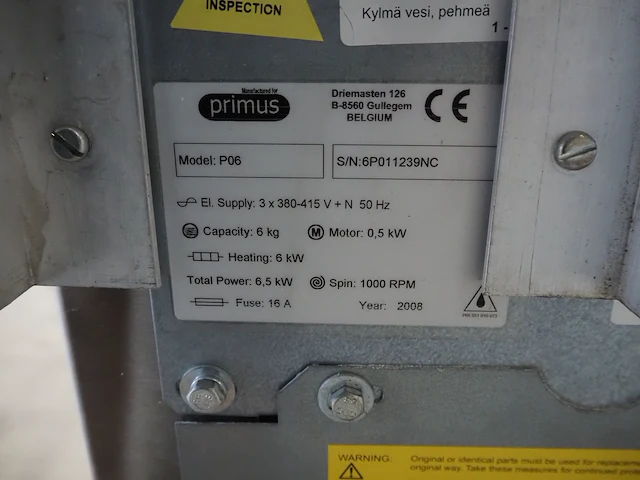 INSPECTION
Kylmä vesi, pehmeä
1 -
Manufactured for
primus
Driemasten 126
B-8560 Gullegem
BELGIUM
CE
Model: P06
S/N:6P011239NC
El. Supply: 3 x 380-415 V + N 50 Hz
Capacity: 6 kg
M Motor: 0,5 kW
Heating: 6 kW
Total Power: 6,5 kW
Spin: 1000 RPM
Fuse: 16 A
Year: 2008
WARNING:
Original or identical parts must be used for replaceme
original way. Take these measures for continued prote